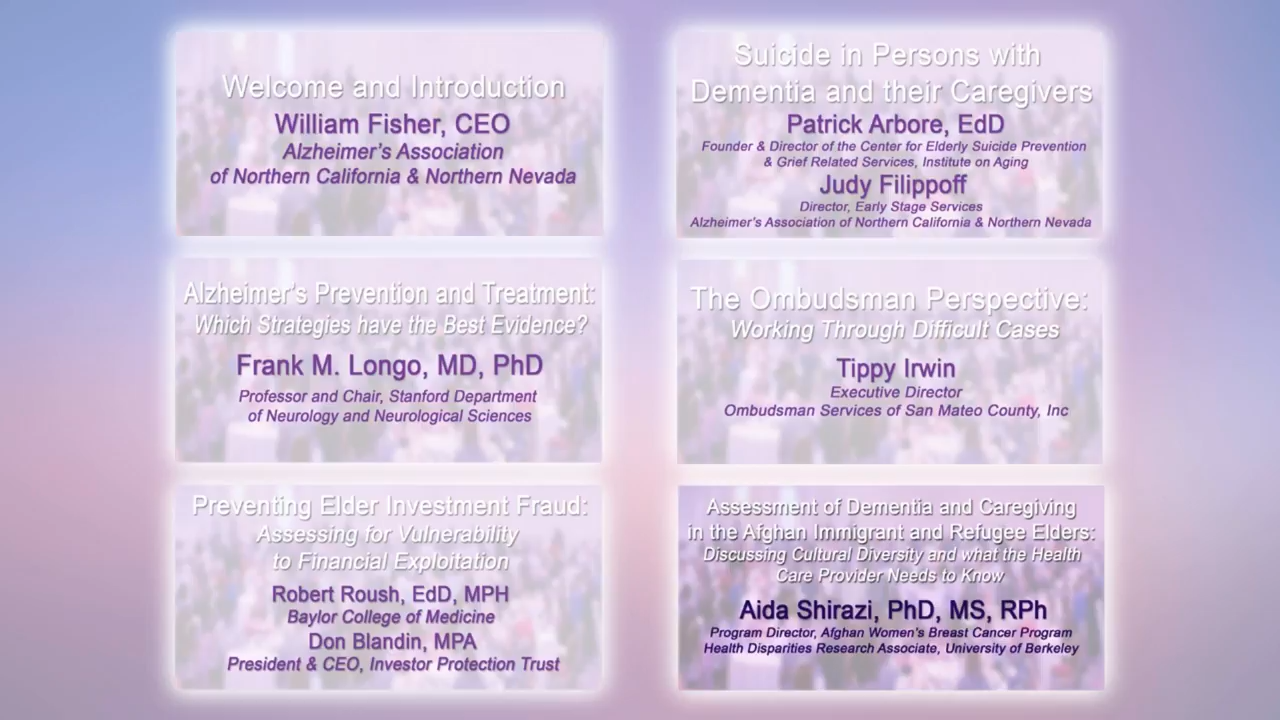 Welcome and Introduction
William Fisher, CEO
Alzheimer's Association
of Northern California & Northern Nevada
Suicide in Persons with
Dementia and their Caregivers
Patrick Arbore, EdD
Founder & Director of the Center for Elderly Suicide Prevention
& Grief Related Services, Institute on Aging
Judy Filippoff
Director, Early Stage Services
Alzheimer's Association of Northern California & Northern Nevada
Alzheimer's Prevention and Treatment:
Which Strategies have the Best Evidence?
Frank M. Longo, MD, PhD
Professor and Chair, Stanford Department
of Neurology and Neurological Sciences
The Ombudsman Perspective:
Working Through Difficult Cases
Tippy Irwin
Executive Director
Ombudsman Services of San Mateo County, Inc
Preventing Elder Investment Fraud:
Assessing for Vulnerability
to Financial Exploitation
Robert Roush, EdD, MPH
Baylor College of Medicine
Don Blandin, MPA
President & CEO, Investor Protection Trust
Assessment of Dementia and Caregiving
in the Afghan Immigrant and Refugee Elders:
Discussing Cultural Diversity and what the Health
Care Provider Needs to Know
Aida Shirazi, PhD, MS, RPh
Program Director, Afghan Women's Breast Cancer Program
Health Disparities Research Associate, University of Berkeley